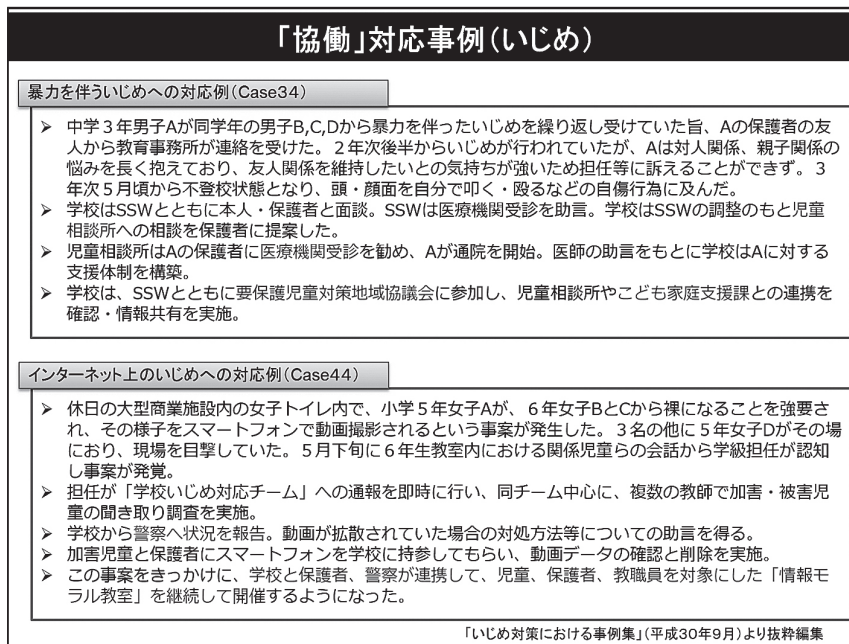 「協働」対応事例(いじめ)
暴力を伴ういじめへの対応例(Case34)
➢ 中学3年男子Aが同学年の男子B,C,Dから暴力を伴ったいじめを繰り返し受けていた旨、Aの保護者の友
人から教育事務所が連絡を受けた。2年次後半からいじめが行われていたが、Aは対人関係、親子関係の
悩みを長く抱えており、友人関係を維持したいとの気持ちが強いため担任等に訴えることができず。3
年次5月頃から不登校状態となり、頭・顔面を自分で叩く・殴るなどの自傷行為に及んだ。
➢ 学校はSSWとともに本人・保護者と面談。SSWは医療機関受診を助言。学校はSSWの調整のもと児童
相談所への相談を保護者に提案した。
➢ 児童相談所はAの保護者に医療機関受診を勧め、Aが通院を開始。医師の助言をもとに学校はAに対する
支援体制を構築。
➢ 学校は、SSWとともに要保護児童対策地域協議会に参加し、児童相談所やこども家庭支援課との連携を
確認・情報共有を実施。
インターネット上のいじめへの対応例(Case44)
➢ 休日の大型商業施設内の女子トイレ内で、小学5年女子Aが、6年女子BとCから裸になることを強要さ
れ、その様子をスマートフォンで動画撮影されるという事案が発生した。3名の他に5年女子Dがその場
におり、現場を目撃していた。5月下旬に6年生教室内における関係児童らの会話から学級担任が認知
し事案が発覚。
➢ 担任が「学校いじめ対応チーム」への通報を即時に行い、同チーム中心に、複数の教師で加害・被害児
童の聞き取り調査を実施。
➢ 学校から警察へ状況を報告。動画が拡散されていた場合の対処方法等についての助言を得る。
➢ 加害児童と保護者にスマートフォンを学校に持参してもらい、動画データの確認と削除を実施。
➢ この事案をきっかけに、学校と保護者、警察が連携して、児童、保護者、教職員を対象にした「情報モ
ラル教室」を継続して開催するようになった。
「いじめ対策における事例集」(平成30年9月)より抜粋編集